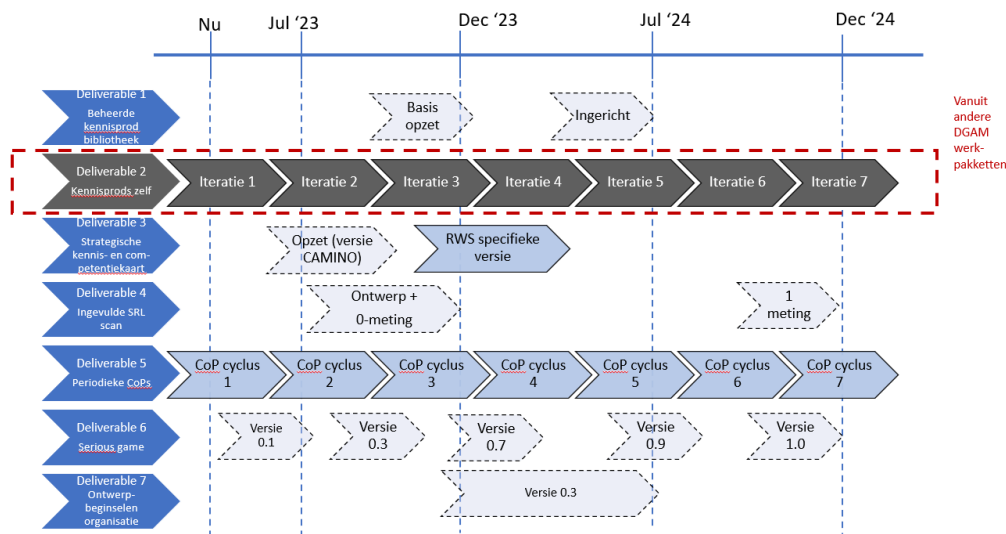 Nu
Jul ‘23
Dec ‘23
Jul ‘24
Dec ‘24
Deliverable 1
Beheerde
kennisprod
bibliotheek
Basis
opzet
Ingericht
Vanuit
andere
DGAM
werk-
pakketten
Deliverable 2
Kennisprods zelf
Iteratie 1
Iteratie 2
Iteratie 3
Iteratie 4
Iteratie 5
Iteratie 6
Iteratie 7
Deliverable 3
Strategische
kennis- en com-
petentiekaart
Opzet (versie
CAMINO)
RWS specifieke
versie
Deliverable 4
Ingevulde SRL
scan
Ontwerp +
0-meting
1
meting
Deliverable 5
Periodieke CoPs
CoP cyclus
1
CoP cyclus
2
CoP cyclus
3
CoP cyclus
4
CoP cyclus
5
CoP cyclus
6
CoP cyclus
7
Deliverable 6
Serious game
Versie
0.1
Versie
0.3
Versie
0.7
Versie
0.9
Versie
1.0
Deliverable 7
Ontwerp-
beginselen
organisatie
Versie 0.3